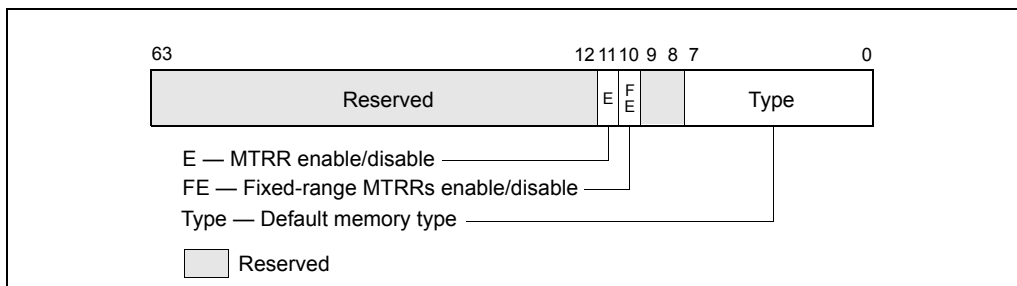 63 12 11 10 9 8 7 0
Reserved E FE Type
E — MTRR enable/disable
FE — Fixed-range MTRRs enable/disable
Type — Default memory type
Reserved